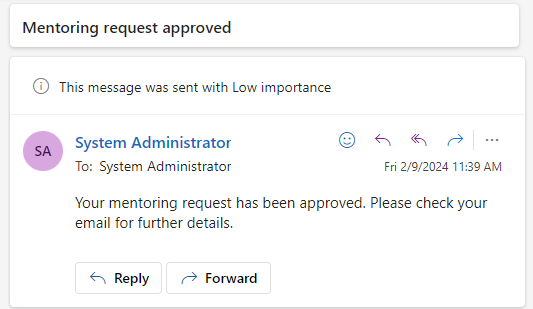 Mentoring request approved
This message was sent with Low importance
SA
System Administrator
To: System Administrator
Fri 2/9/2024 11:39 AM
Your mentoring request has been approved. Please check your
email for further details.
Reply
Forward